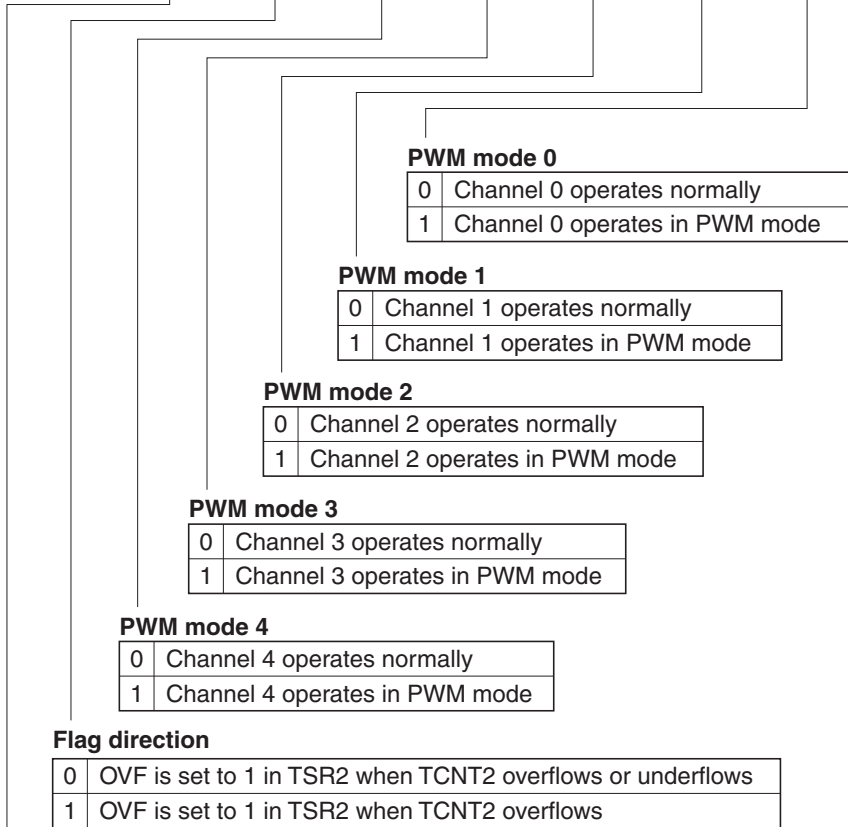 PWM mode 0
0 Channel 0 operates normally
1 Channel 0 operates in PWM mode
PWM mode 1
0 Channel 1 operates normally
1 Channel 1 operates in PWM mode
PWM mode 2
0 Channel 2 operates normally
1 Channel 2 operates in PWM mode
PWM mode 3
0 Channel 3 operates normally
1 Channel 3 operates in PWM mode
PWM mode 4
0 Channel 4 operates normally
1 Channel 4 operates in PWM mode
Flag direction
0 OVF is set to 1 in TSR2 when TCNT2 overflows or underflows
1 OVF is set to 1 in TSR2 when TCNT2 overflows